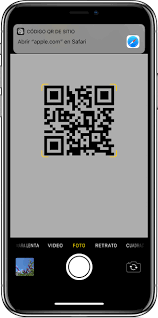 CÓDIGO QR DE SITIO
Abrir "apple.com" en Safari
VIDEO FOTO RETRATO